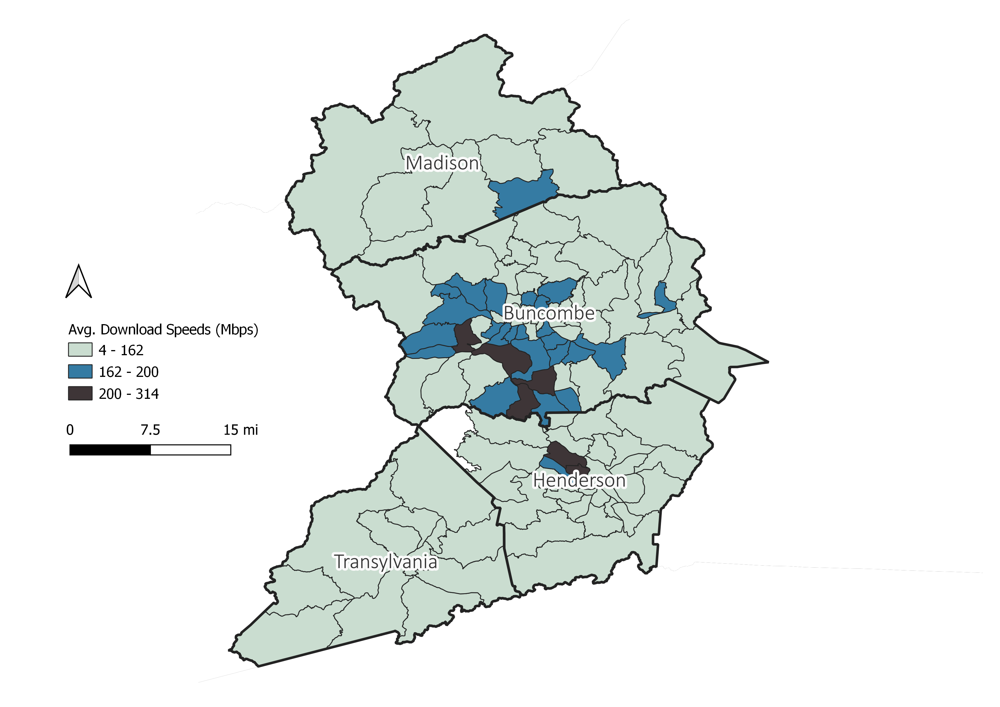 Madison
Buncombe
Avg. Download Speeds (Mbps)
4 - 162
162 - 200
200 - 314
0 7.5 15 mi
Henderson
Transylvania